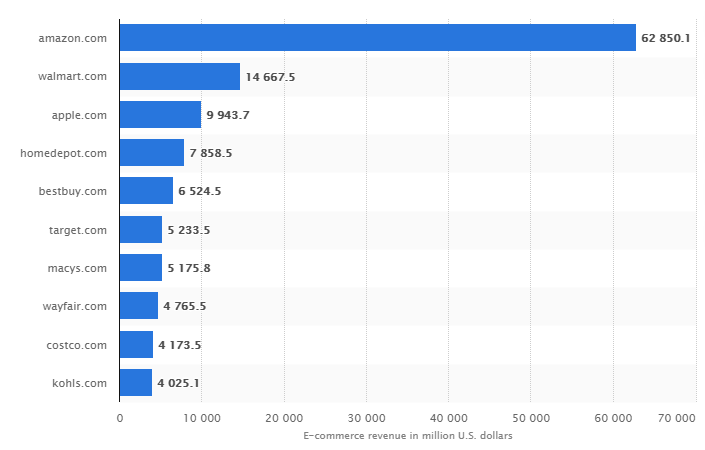 amazon.com 62 850.1
walmart.com 14 667.5
apple.com 9 943.7
homedepot.com 7 858.5
bestbuy.com 6 524.5
target.com 5 233.5
macys.com 5 175.8
wayfair.com 4 765.5
costco.com 4 173.5
kohls.com 4 025.1
0 10 000 20 000 30 000 40 000 50 000 60 000 70 000
E-commerce revenue in million U.S. dollars